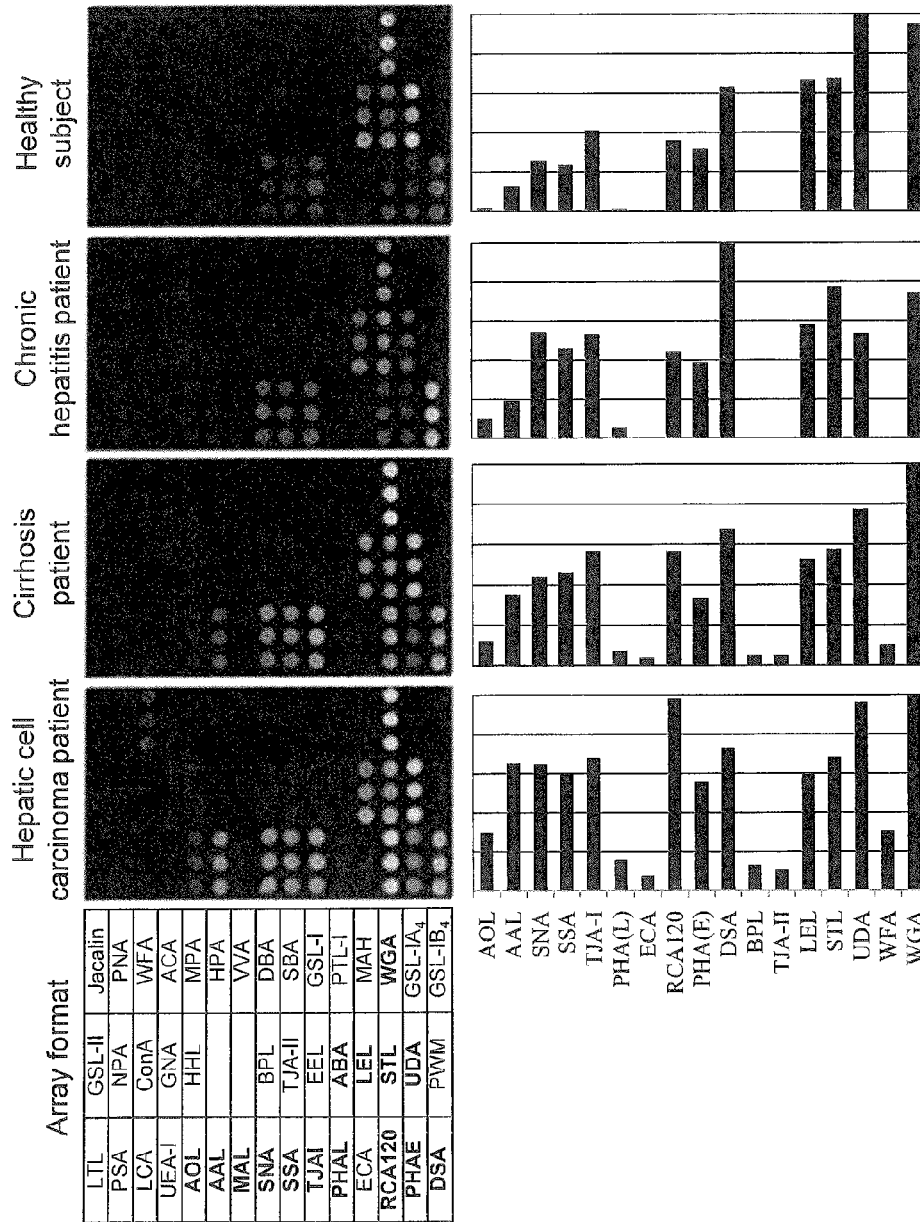 Array format
LTL GSL-II Jacalin
PSA NPA PNA
LCA ConA WFA
UEA-I GNA ACA
AOL HHL MPA
AAL HPA
MAL VVA
SNA BPL DBA
SSA TJA-II SBA
TJAI EEL GSL-I
PHAL ABA PTL-I
ECA LEL MAH
RCA120 STL WGA
PHAE UDA GSL-IA4
DSA PWM GSL-IB4
Hepatic cell
carcinoma patient
Cirrhosis
patient
Chronic
hepatitis patient
Healthy
subject
AOL
AAL
SNA
SSA
TJA-I
PHA(L)
ECA
RCA120
PHA(E)
DSA
BPL
TJA-II
LEL
STL
UDA
WFA
WGA